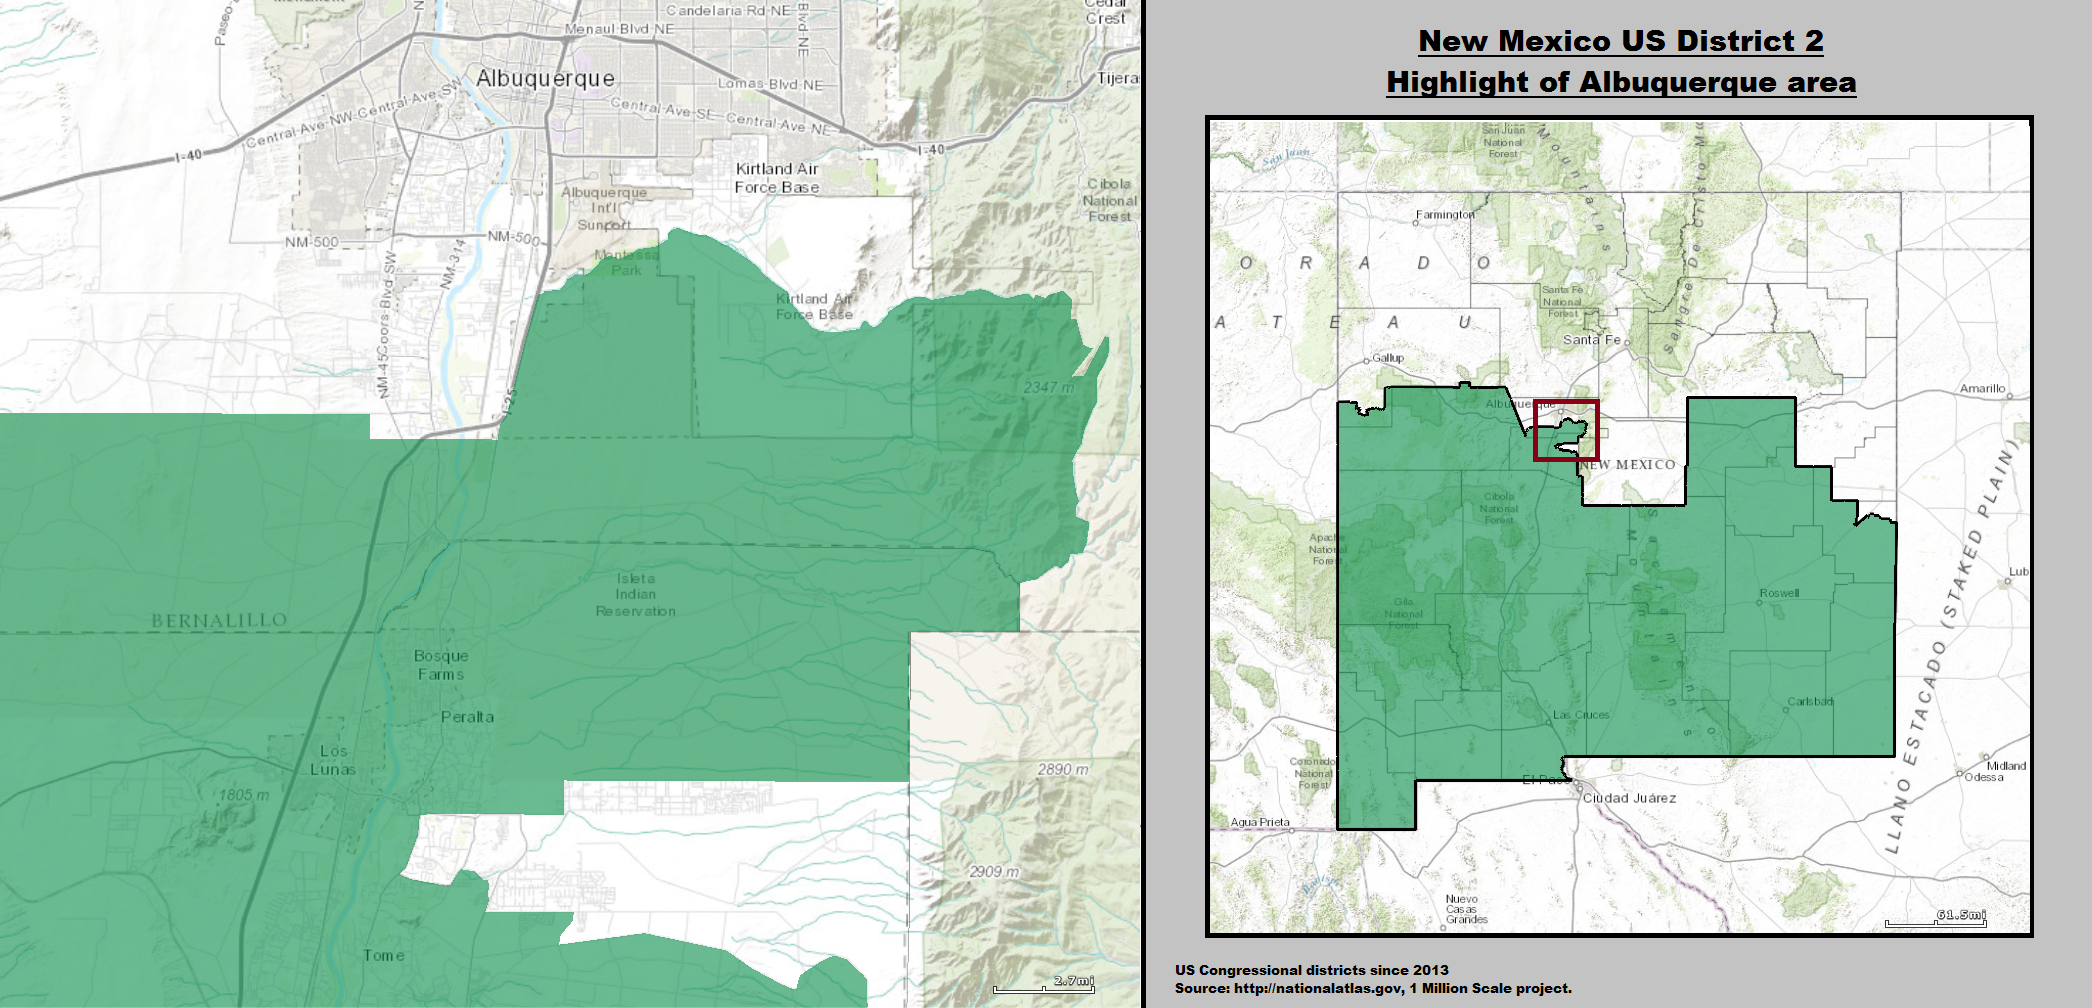 Paseo
Candelaria Rd NE
Blvd-NE
Cedar
Crest
Menaul Blvd NE
Albuquerque
Lomas-Blvd-NE
Tijera
Central-Ave-NW-Central-Ave-SW
Central-Ave-SE
Central-Ave NE
I-40
I-40
Kirtland Air
Force Base
Albuquerque
Int'l
Sunport
Cibola
National
Forest
NM-500
NM-500
NM-314
Montessa
Park
NM-45
Coors-Blvd-SW
Kirtland Air
Force Base
I-25
2347 m
Isleta
Indian
Reservation
BERNALILLO
Bosque
Farms
Peralta
Los
Lunas
1805 m
2890 m
2909 m
Tome
2.7mi
New Mexico US District 2
Highlight of Albuquerque area
San Juan
National
Forest
Mountains
San Juan
Sangre De Cristo M
Farmington
O R A D O
A T E A U
Santa Fe
National
Forest
Santa Fe
Gallup
Amarillo
Albuquerque
NEW MEXICO
Cibola
National
Forest
Apache
National
Forest
Gila
National
Forest
Roswell
Lub
LLANO ESTACADO (STAKED PLAIN)
Las Cruces
Carlsbad
Coronado
National
Forest
El Paso
Ciudad Juárez
Midland
Odessa
Agua Prieta
Nuevo
Casas
Grandes
61.5mi
US Congressional districts since 2013
Source: http://nationalatlas.gov, 1 Million Scale project.